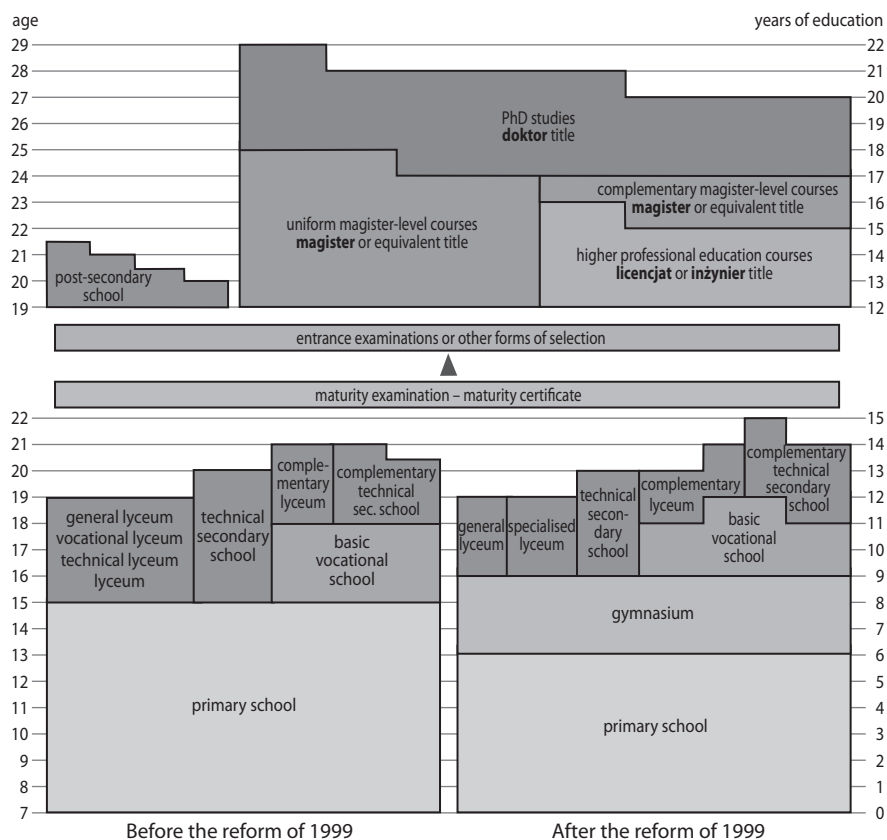 age
years of education
29
22
28
21
27
20
26
19
25
18
24
17
23
16
22
15
21
14
20
13
19
12
PhD studies
doktor title
complementary magister-level courses
magister or equivalent title
uniform magister-level courses
magister or equivalent title
higher professional education courses
licencjat or inżynier title
post-secondary
school
entrance examinations or other forms of selection
maturity examination – maturity certificate
22
15
21
14
20
13
19
12
18
11
17
10
16
9
15
8
14
7
13
6
12
5
11
4
10
3
9
2
8
1
7
0
general lyceum
vocational lyceum
technical lyceum
lyceum
technical
secondary
school
comple-
mentary
lyceum
complementary
technical
sec. school
basic
vocational
school
primary school
general
lyceum
specialised
lyceum
technical
secon-
dary
school
complementary
lyceum
complementary
technical
secondary
school
basic
vocational
school
gymnasium
primary school
Before the reform of 1999
After the reform of 1999